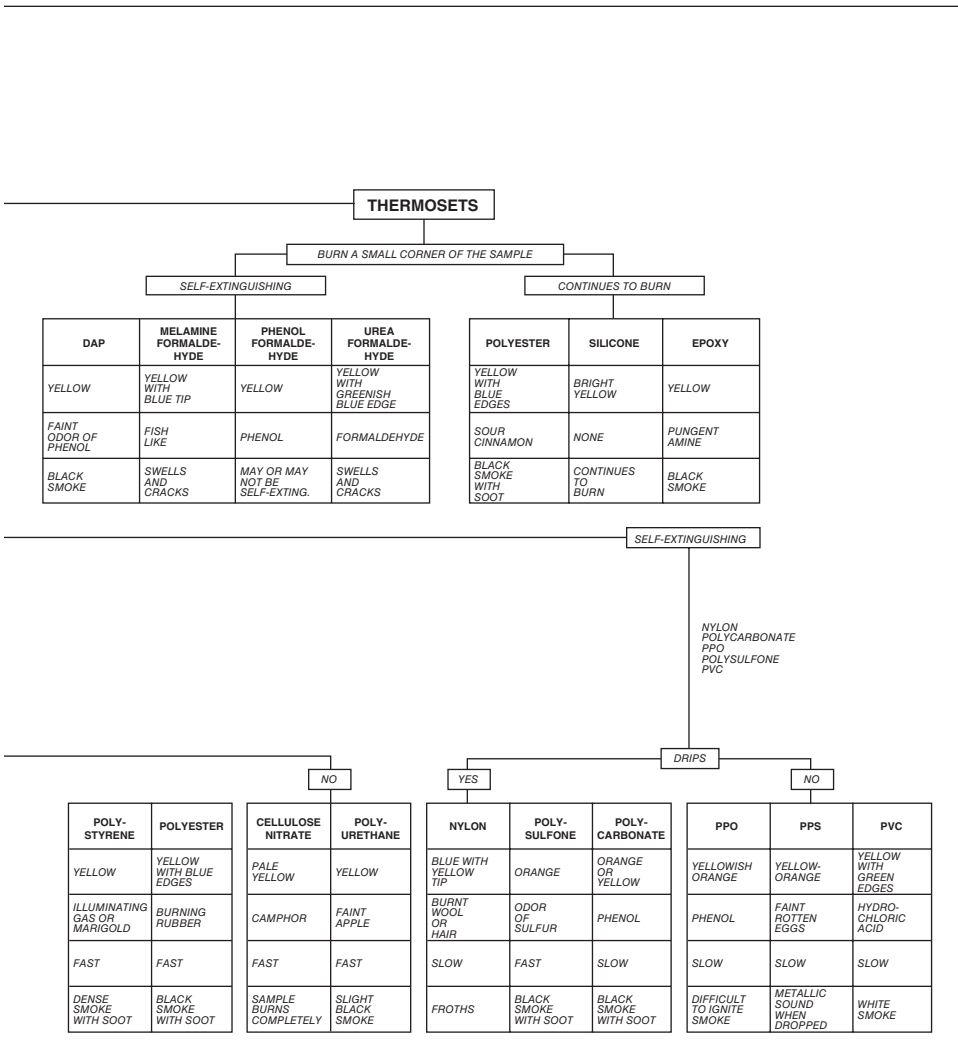 THERMOSETS
BURN A SMALL CORNER OF THE SAMPLE
SELF-EXTINGUISHING
CONTINUES TO BURN
DAP
MELAMINE
FORMALDE-
HYDE
PHENOL
FORMALDE-
HYDE
UREA
FORMALDE-
HYDE
YELLOW
YELLOW
WITH
BLUE TIP
YELLOW
YELLOW
WITH
GREENISH
BLUE EDGE
FAINT
ODOR OF
PHENOL
FISH
LIKE
PHENOL
FORMALDEHYDE
BLACK
SMOKE
SWELLS
AND
CRACKS
MAY OR MAY
NOT BE
SELF-EXTING.
SWELLS
AND
CRACKS
POLYESTER
SILICONE
EPOXY
YELLOW
WITH
BLUE
EDGES
BRIGHT
YELLOW
YELLOW
SOUR
CINNAMON
NONE
PUNGENT
AMINE
BLACK
SMOKE
WITH
SOOT
CONTINUES
TO
BURN
BLACK
SMOKE
SELF-EXTINGUISHING
NYLON
POLYCARBONATE
PPO
POLYSULFONE
PVC
DRIPS
NO
YES
NO
POLY-
STYRENE
POLYESTER
YELLOW
YELLOW
WITH BLUE
EDGES
ILLUMINATING
GAS OR
MARIGOLD
BURNING
RUBBER
FAST
FAST
DENSE
SMOKE
WITH SOOT
BLACK
SMOKE
WITH SOOT
CELLULOSE
NITRATE
POLY-
URETHANE
PALE
YELLOW
YELLOW
CAMPHOR
FAINT
APPLE
FAST
FAST
SAMPLE
BURNS
COMPLETELY
SLIGHT
BLACK
SMOKE
NYLON
POLY-
SULFONE
POLY-
CARBONATE
BLUE WITH
YELLOW
TIP
ORANGE
ORANGE
OR
YELLOW
BURNT
WOOL
OR
HAIR
ODOR
OF
SULFUR
PHENOL
SLOW
FAST
SLOW
FROTHS
BLACK
SMOKE
WITH SOOT
BLACK
SMOKE
WITH SOOT
PPO
PPS
PVC
YELLOWISH
ORANGE
YELLOW-
ORANGE
YELLOW
WITH
GREEN
EDGES
PHENOL
FAINT
ROTTEN
EGGS
HYDRO-
CHLORIC
ACID
SLOW
SLOW
SLOW
DIFFICULT
TO IGNITE
SMOKE
METALLIC
SOUND
WHEN
DROPPED
WHITE
SMOKE